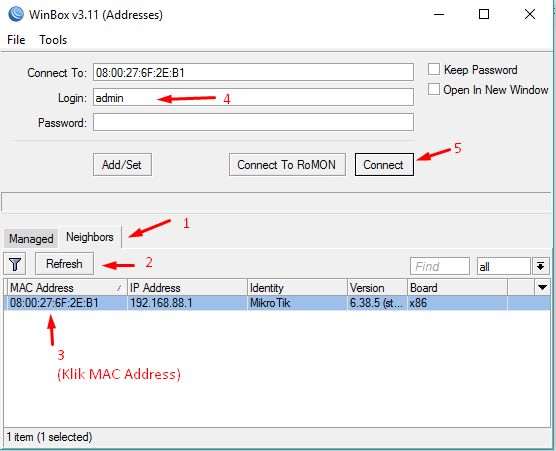 WinBox v3.11 (Addresses)
File Tools
Connect To: 08:00:27:6F:2E:B1
Keep Password
Login: admin
4
Open In New Window
Password:
5
Add/Set Connect To RoMON Connect
1
Managed Neighbors
Refresh
2
Find all
MAC Address IP Address Identity Version Board
08:00:27:6F:2E:B1 192.168.88.1 MikroTik 6.38.5 (st... x86
3
(Klik MAC Address)
1 item (1 selected)